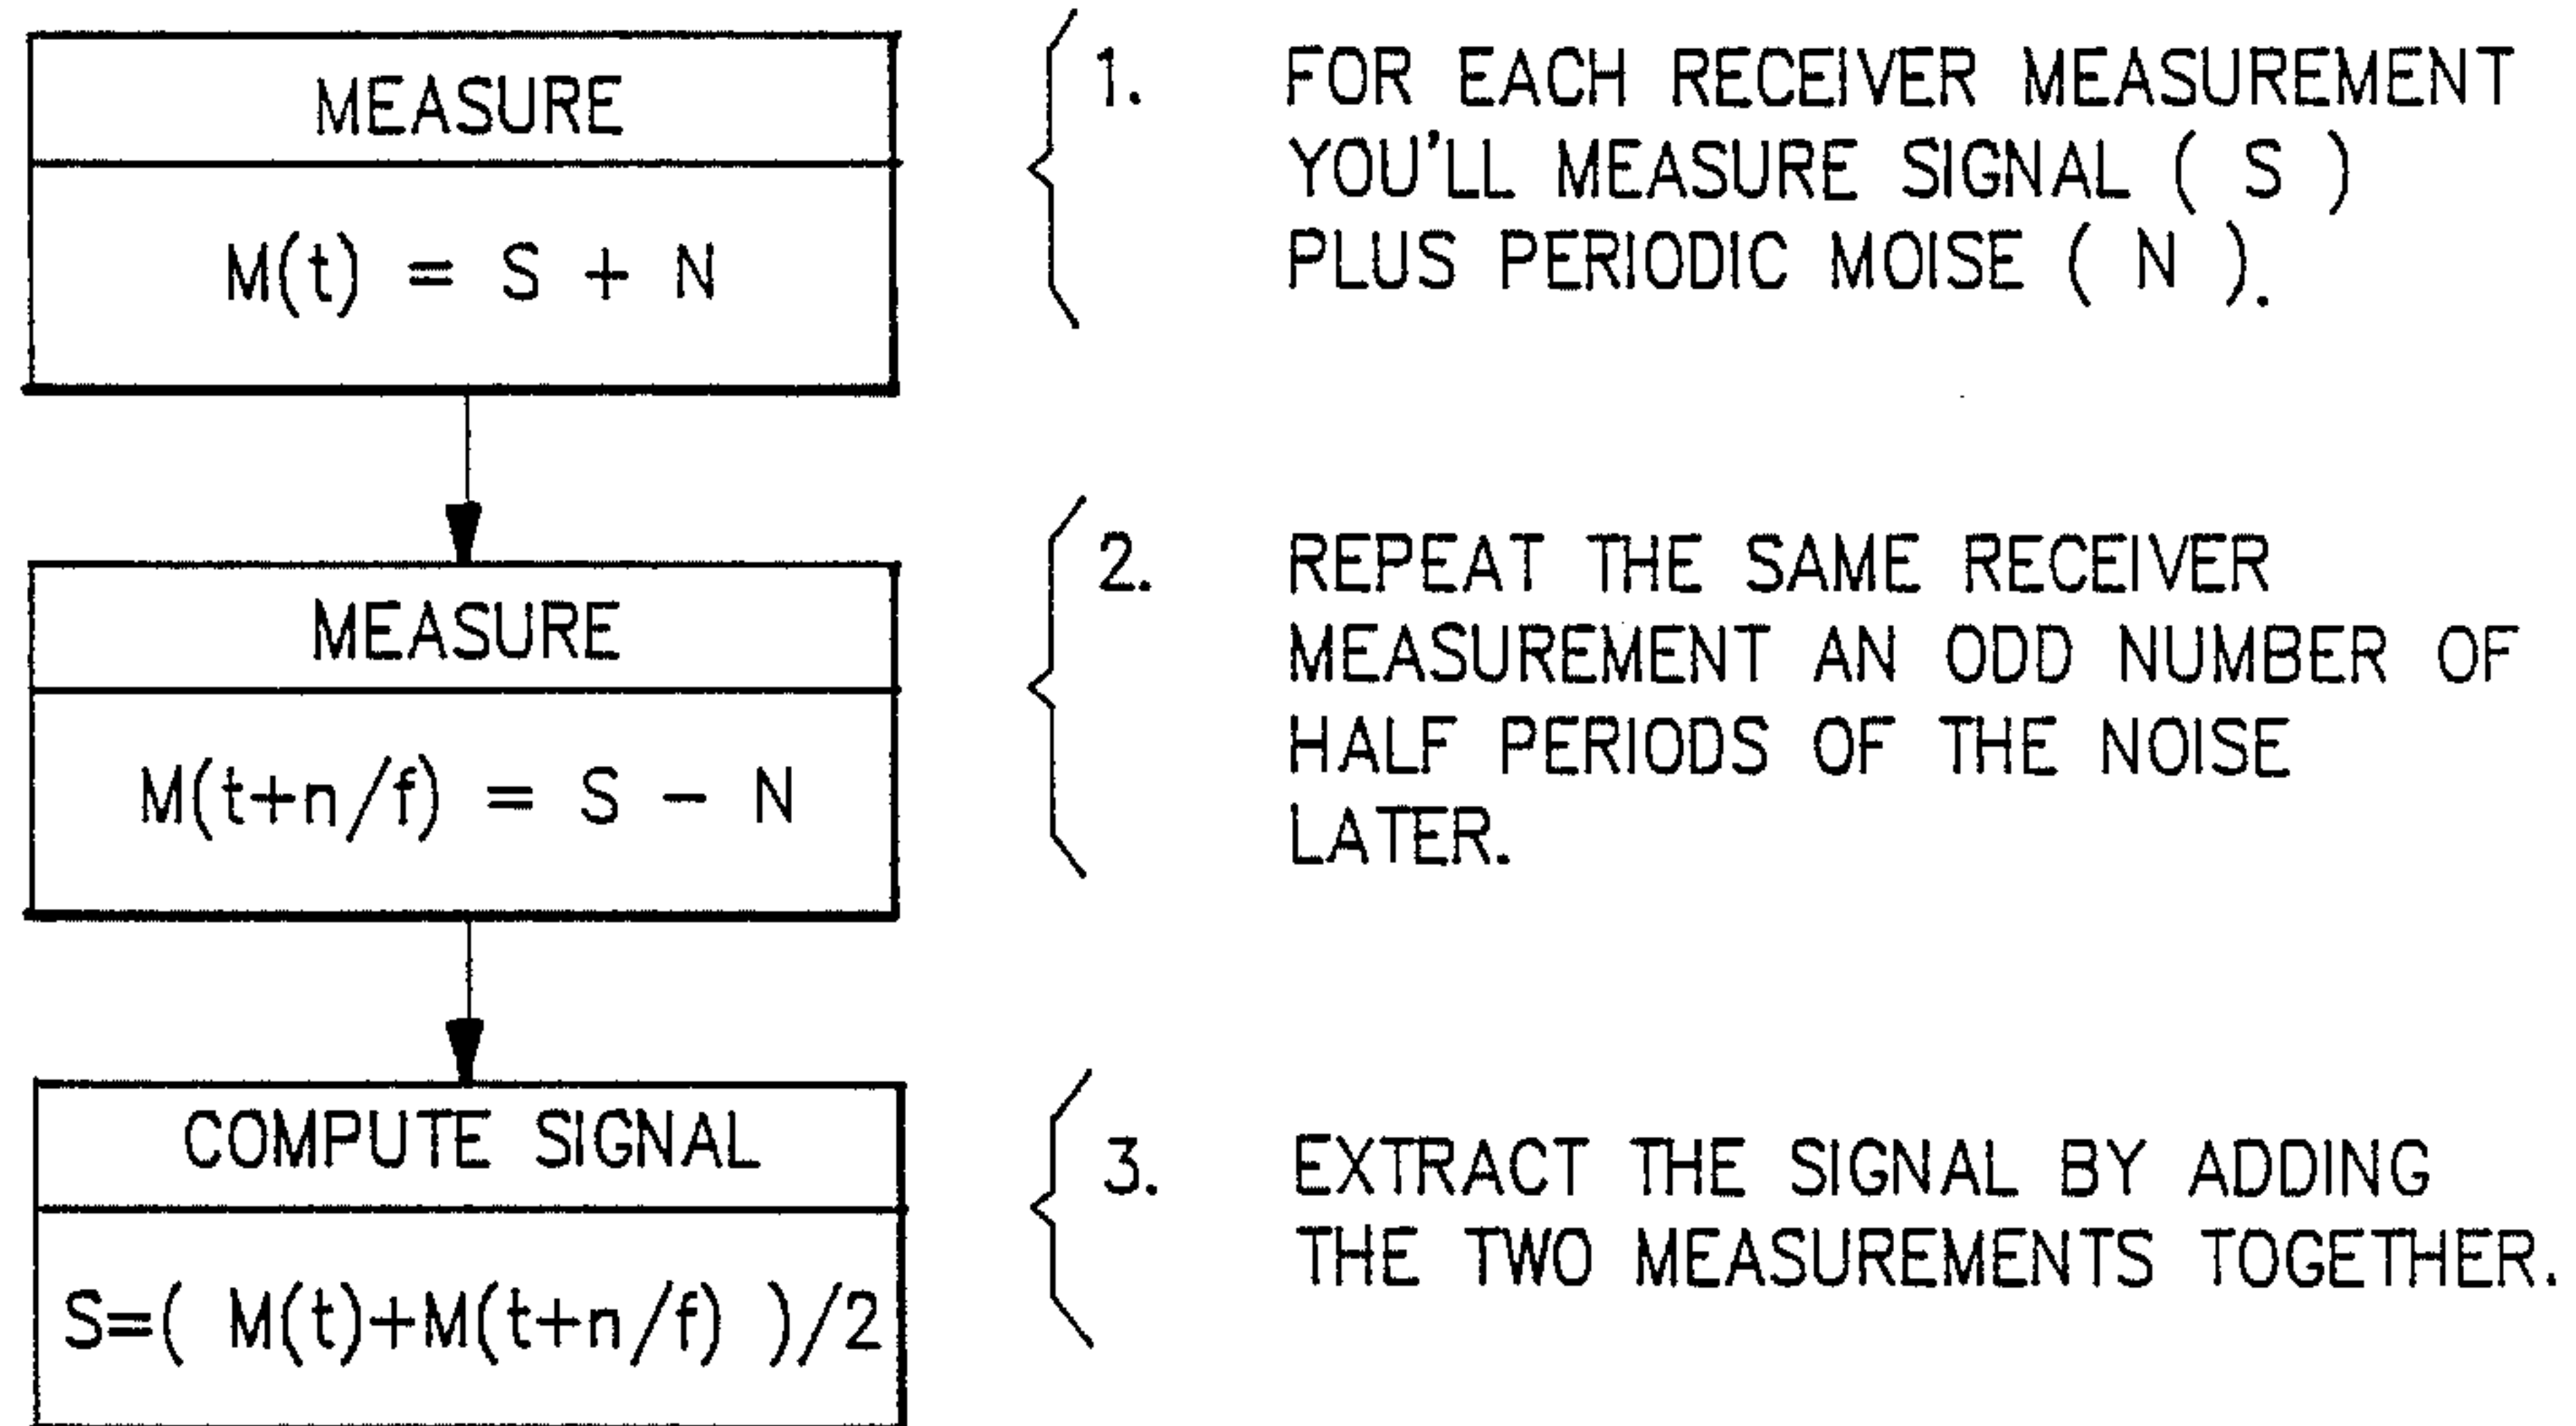 MEASURE
M(t) = S + N
1. FOR EACH RECEIVER MEASUREMENT
YOU'LL MEASURE SIGNAL ( S )
PLUS PERIODIC MOISE ( N ).
MEASURE
M(t+n/f) = S - N
2. REPEAT THE SAME RECEIVER
MEASUREMENT AN ODD NUMBER OF
HALF PERIODS OF THE NOISE
LATER.
COMPUTE SIGNAL
S=( M(t)+M(t+n/f) )/2
3. EXTRACT THE SIGNAL BY ADDING
THE TWO MEASUREMENTS TOGETHER.